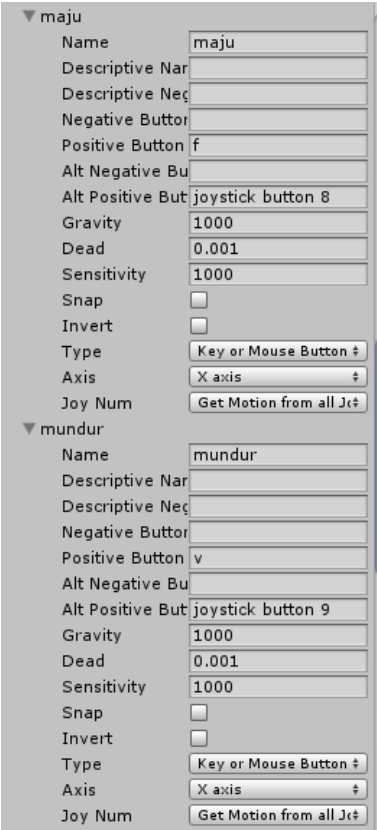 maju
Name maju
Descriptive Nar
Descriptive Neg
Negative Button
Positive Button f
Alt Negative Bu
Alt Positive But joystick button 8
Gravity 1000
Dead 0.001
Sensitivity 1000
Snap
Invert
Type Key or Mouse Button
Axis X axis
Joy Num Get Motion from all Jo
mundur
Name mundur
Descriptive Nar
Descriptive Neg
Negative Button
Positive Button v
Alt Negative Bu
Alt Positive But joystick button 9
Gravity 1000
Dead 0.001
Sensitivity 1000
Snap
Invert
Type Key or Mouse Button
Axis X axis
Joy Num Get Motion from all Jo